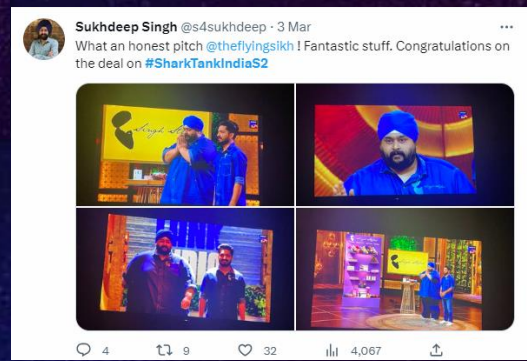 Sukhdeep Singh @s4sukhdeep · 3 Mar
What an honest pitch @theflyingsikh ! Fantastic stuff. Congratulations on
the deal on #SharkTankIndiaS2
Singh
4 9 32 4,067